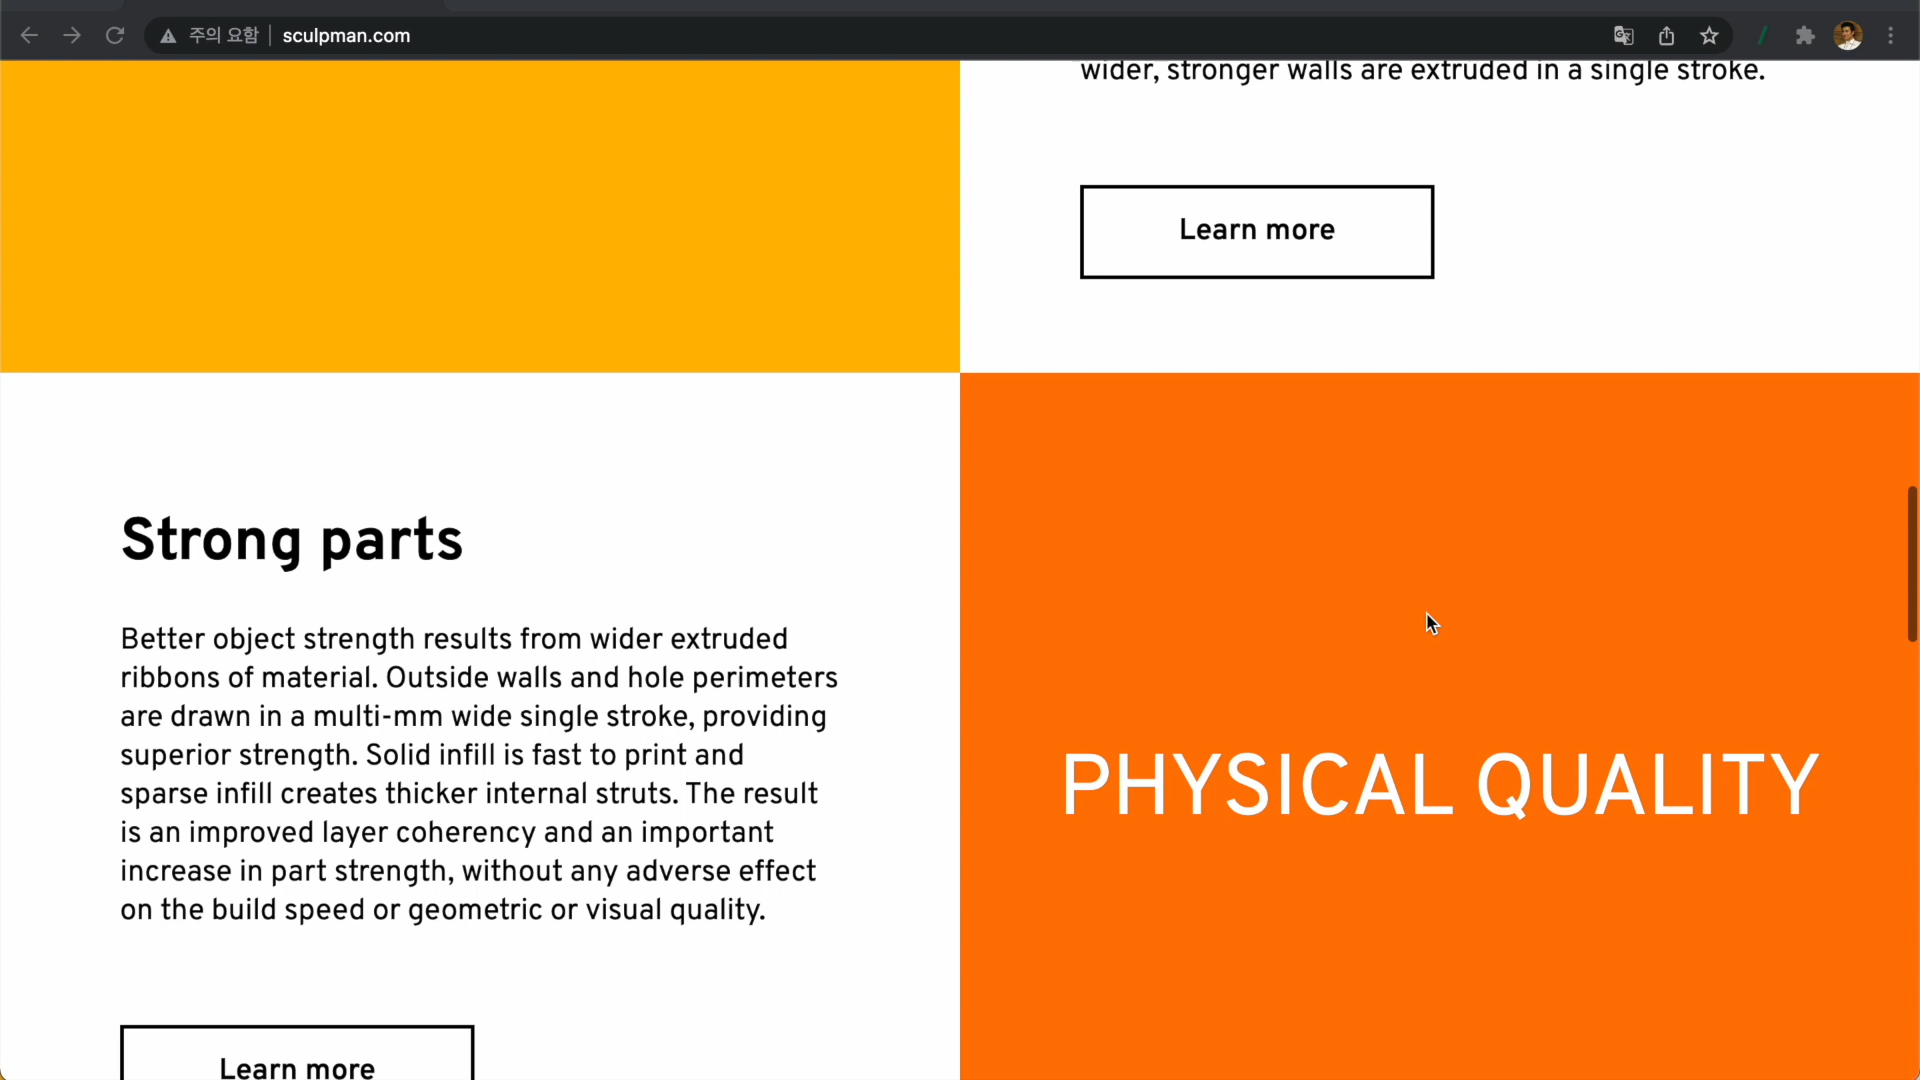 주의 요함 sculpman.com
wider, stronger walls are extruded in a single stroke.
Learn more
Strong parts
Better object strength results from wider extruded
ribbons of material. Outside walls and hole perimeters
are drawn in a multi-mm wide single stroke, providing
superior strength. Solid infill is fast to print and
sparse infill creates thicker internal struts. The result
is an improved layer coherency and an important
increase in part strength, without any adverse effect
on the build speed or geometric or visual quality.
PHYSICAL QUALITY
Learn more